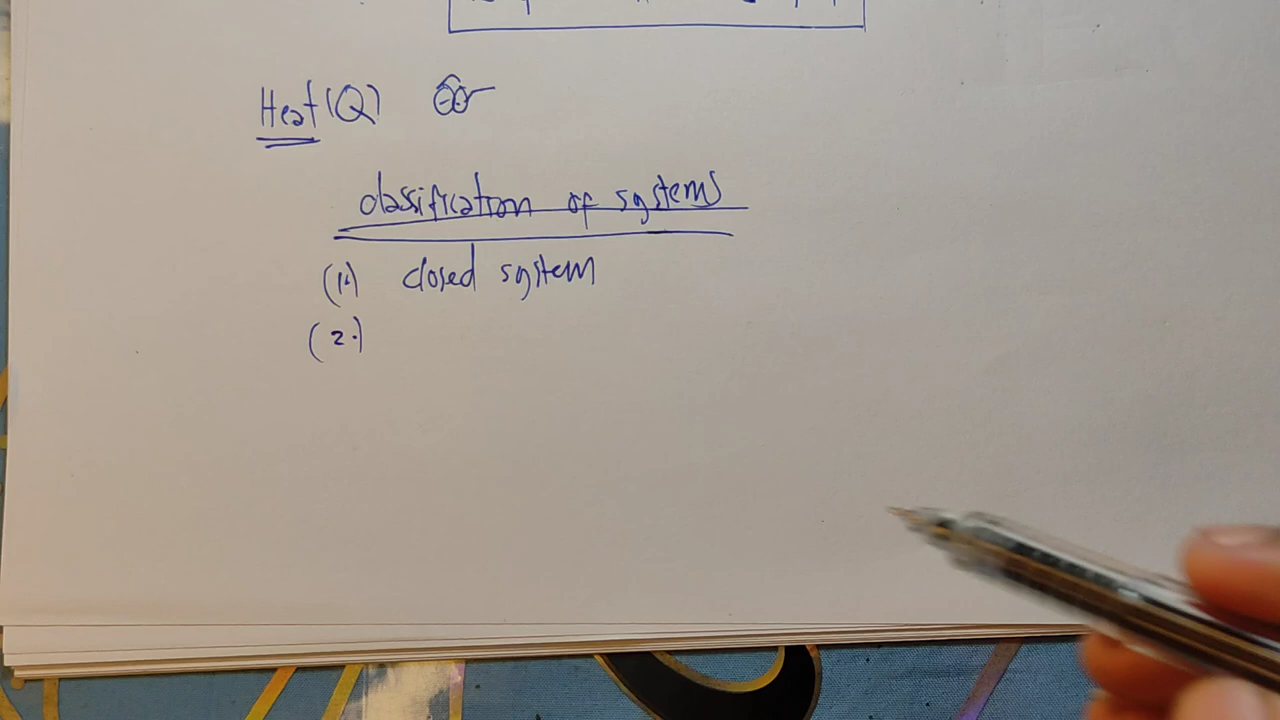 Heat (Q)
classification of systems
(1.) closed system
(2.)